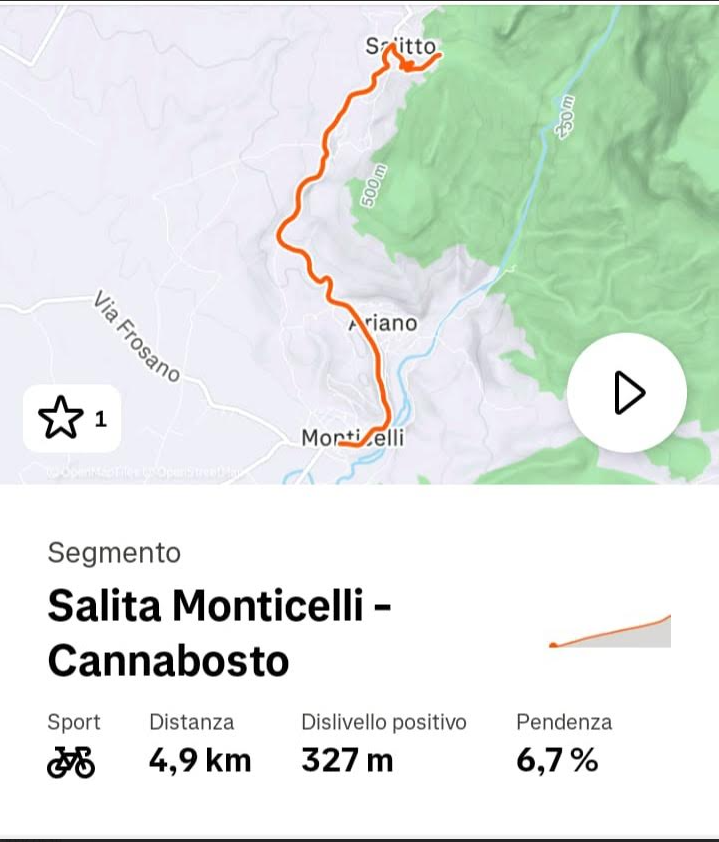 Salitto
250 m
500 m
Via Frosano
Ariano
1
Monticelli
Segmento
Salita Monticelli -
Cannabosto
Sport Distanza Dislivello positivo Pendenza
4,9 km 327 m 6,7 %